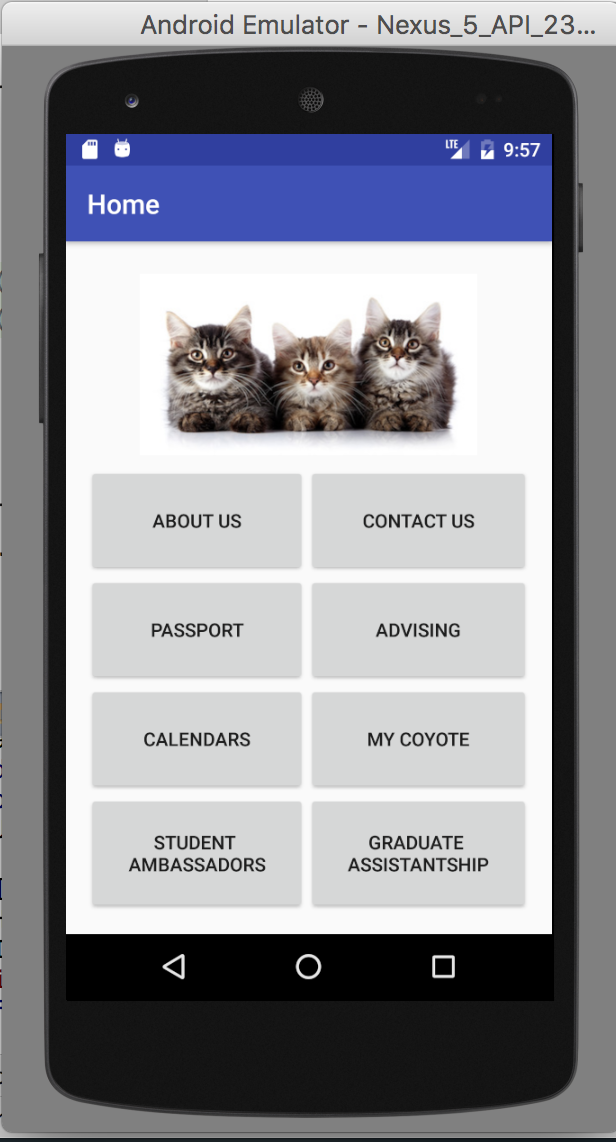 Android Emulator - Nexus_5_API_23...
LTE 9:57
Home
ABOUT US
CONTACT US
PASSPORT
ADVISING
CALENDARS
MY COYOTE
STUDENT
AMBASSADORS
GRADUATE
ASSISTANTSHIP